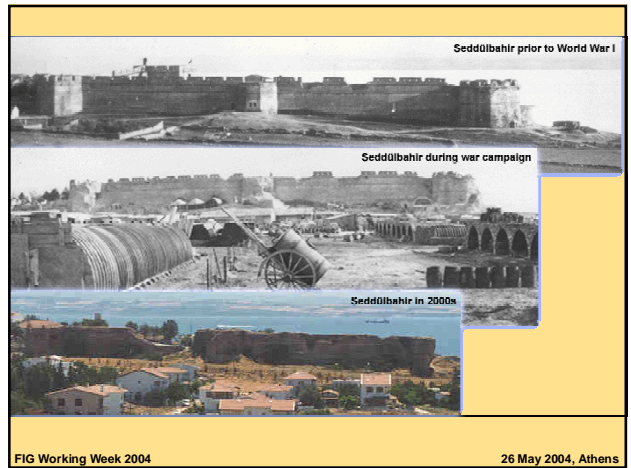 Seddülbahir prior to World War I
Seddülbahir during war campaign
Seddülbahir in 2000s
FIG Working Week 2004
26 May 2004, Athens